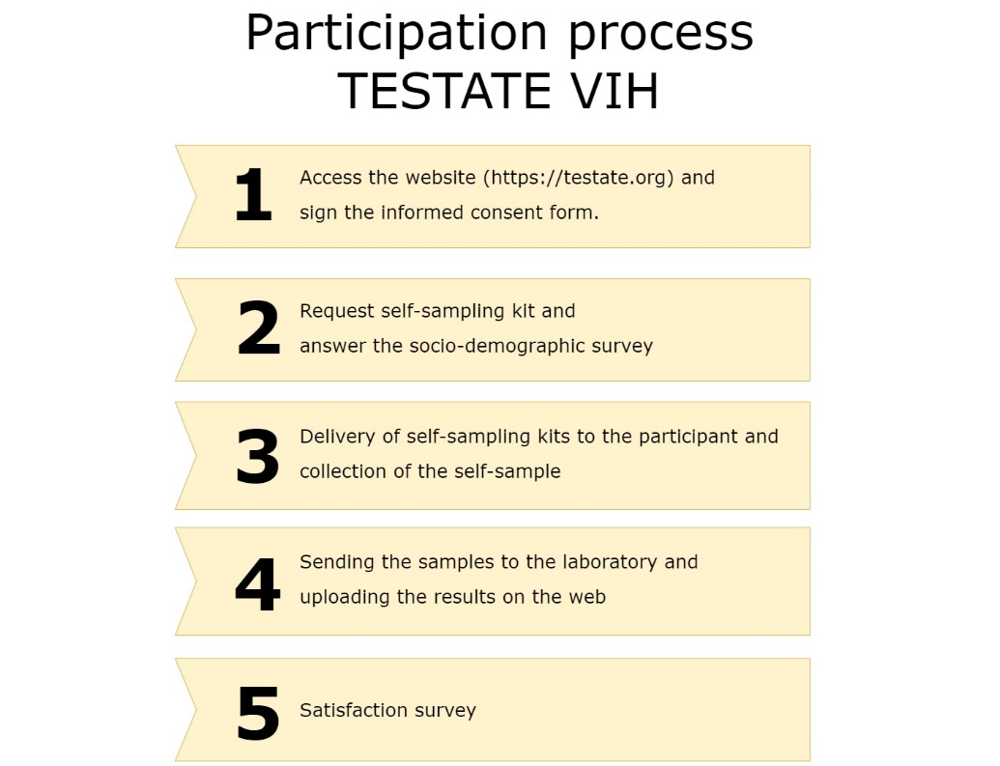 Participation process
TESTATE VIH
1
Access the website (https://testate.org) and
sign the informed consent form.
2
Request self-sampling kit and
answer the socio-demographic survey
3
Delivery of self-sampling kits to the participant and
collection of the self-sample
4
Sending the samples to the laboratory and
uploading the results on the web
5
Satisfaction survey